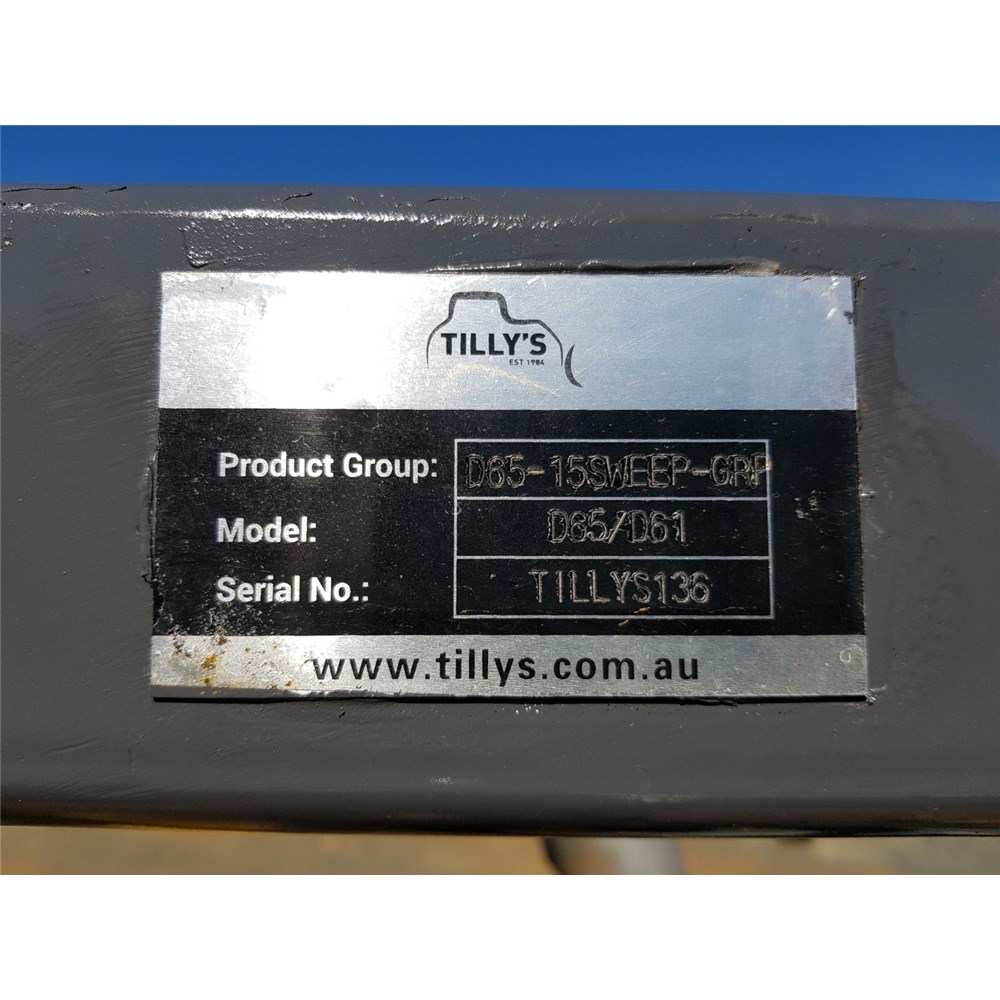 TILLY'S
EST 1984
Product Group: D65-15SWEEP-GRP
Model: D65/D61
Serial No.: TILLYS136
www.tillys.com.au